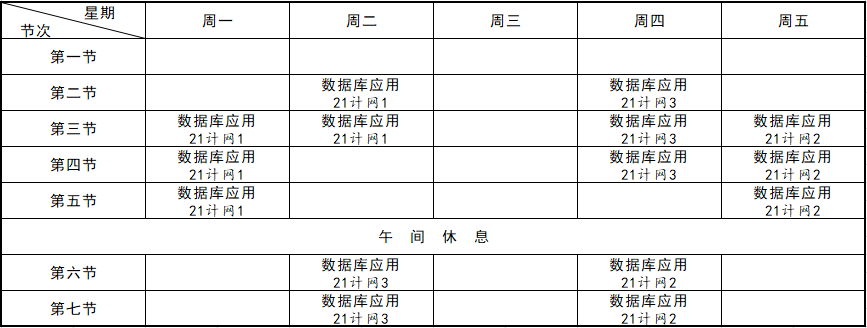 星期
节次
周一 周二 周三 周四 周五
第一节
第二节 数据库应用 数据库应用
21计网1 21计网3
第三节 数据库应用 数据库应用 数据库应用 数据库应用
21计网1 21计网1 21计网3 21计网2
第四节 数据库应用 数据库应用 数据库应用
21计网1 21计网3 21计网2
第五节 数据库应用 数据库应用
21计网1 21计网2
午间休息
第六节 数据库应用 数据库应用
21计网3 21计网2
第七节 数据库应用 数据库应用
21计网3 21计网2